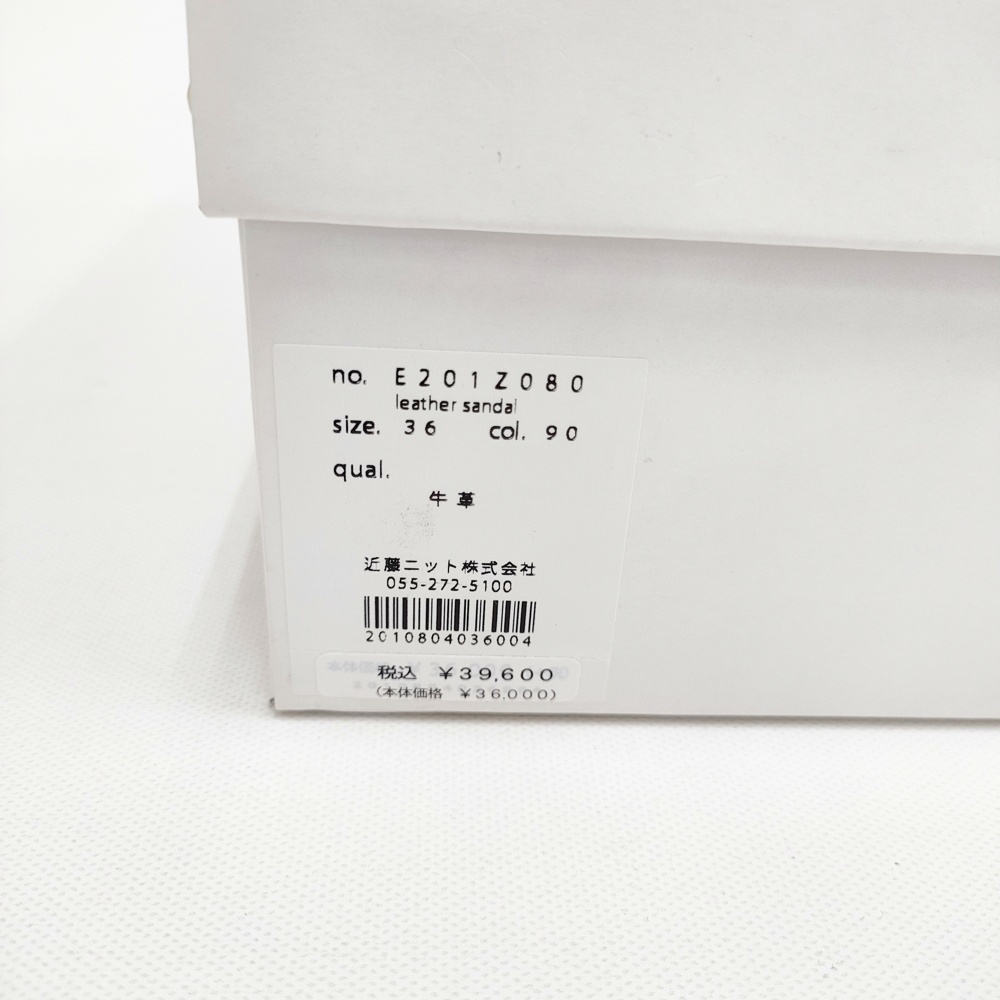 no. E201Z080
leather sandal
size. 36 col. 90
qual.
牛革
近藤ニット株式会社
055-272-5100
2010804036004
税込 ¥39,600
(本体価格 ¥36,000)